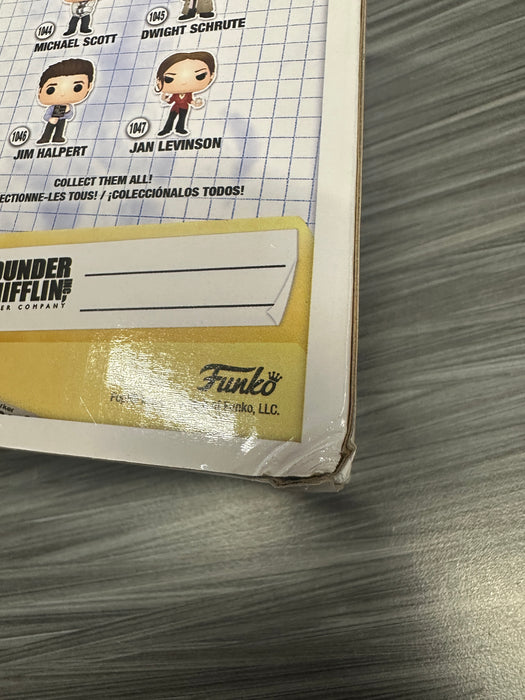 1044
MICHAEL SCOTT
1045
DWIGHT SCHRUTE
1046
JIM HALPERT
1047
JAN LEVINSON
COLLECT THEM ALL!
ECTIONNE-LES TOUS! / ¡COLECCIÓNALOS TODOS!
UNDER
IFFLIN INC.
ER COMPANY
Funko
Funko, LLC.